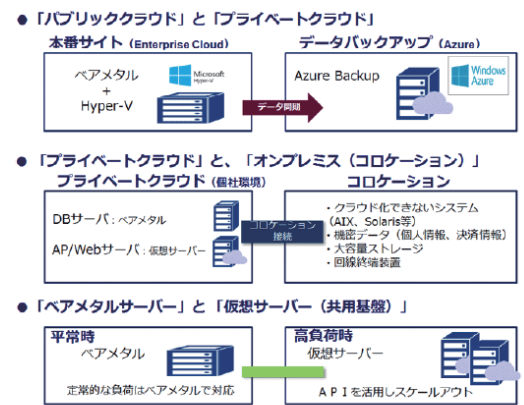 ● 「パブリッククラウド」と「プライベートクラウド」
本番サイト（Enterprise Cloud）
データバックアップ（Azure）
ベアメタル
+
Hyper-V
Microsoft
Hyper-V
データ同期
Azure Backup
Windows
Azure
● 「プライベートクラウド」と、「オンプレミス（コロケーション）」
プライベートクラウド（個社環境）
コロケーション
DBサーバ：ベアメタル
AP/Webサーバ：仮想サーバー
コロケーション
接続
・クラウド化できないシステム
（AIX、Solaris等）
・機密データ（個人情報、決済情報）
・大容量ストレージ
・回線終端装置
● 「ベアメタルサーバー」と「仮想サーバー（共用基盤）」
平常時
ベアメタル
定常的な負荷はベアメタルで対応
高負荷時
仮想サーバー
ＡＰＩを活用しスケールアウト